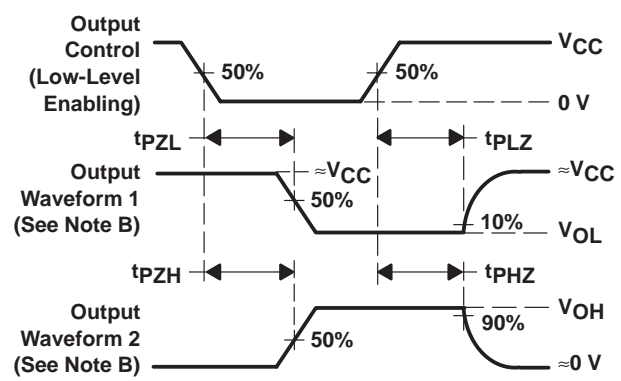 Output
Control
(Low-Level
Enabling)
50%
50%
VCC
0 V
tPZL
tPLZ
Output
Waveform 1
(See Note B)
≈VCC
50%
≈VCC
10%
VOL
tPZH
tPHZ
Output
Waveform 2
(See Note B)
50%
VOH
90%
≈0 V